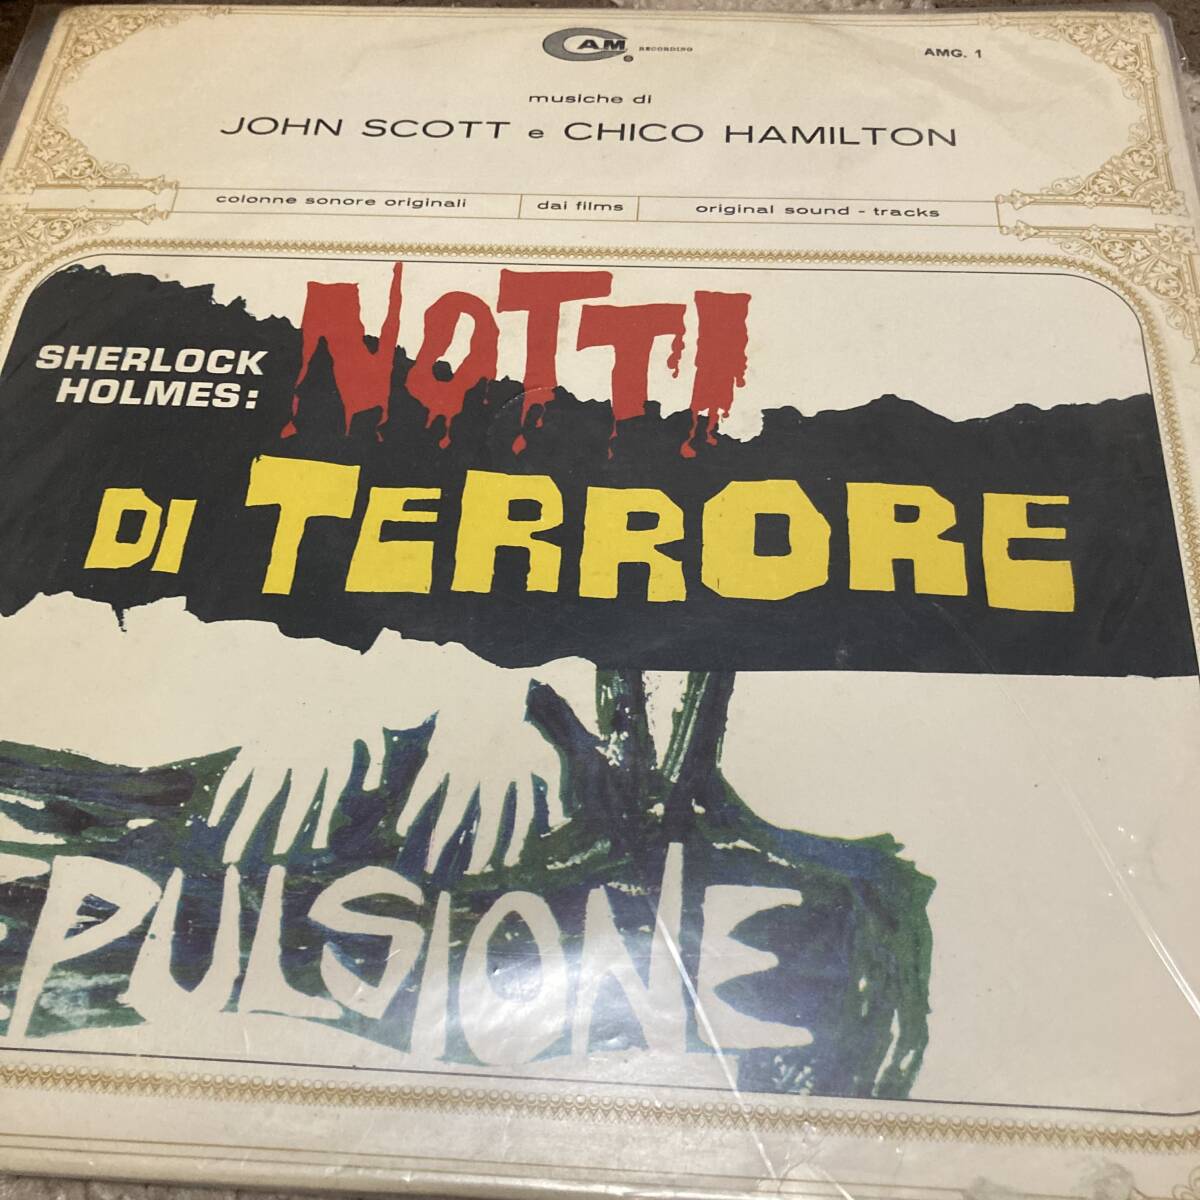 CAM RECORDING
AMG. 1
musiche di
JOHN SCOTT e CHICO HAMILTON
colonne sonore originali
dai films
original sound - tracks
SHERLOCK
HOLMES:
NOTTI
DI TERRORE
EPULSIONE